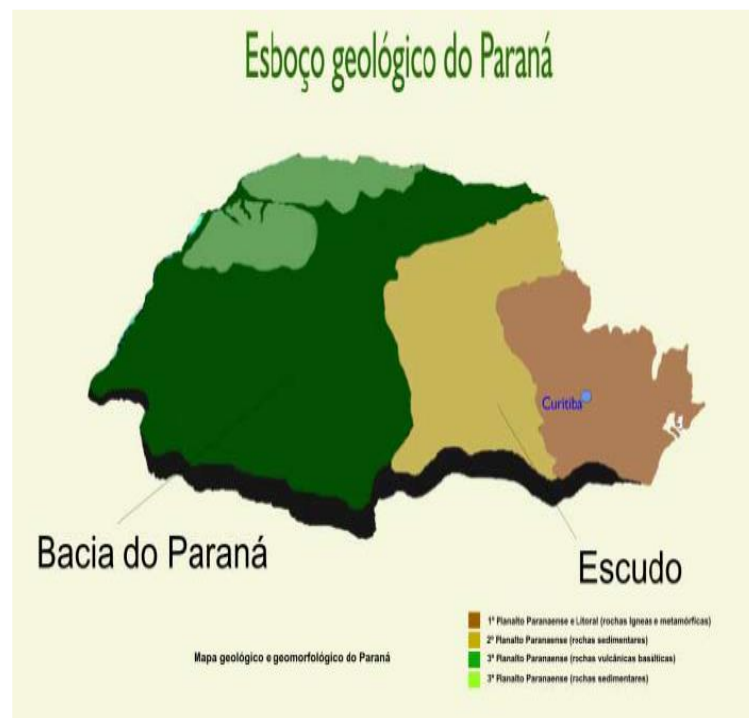 Esboço geológico do Paraná
Curitiba
Bacia do Paraná
Escudo
1º Planalto Paranaense e Litoral (rochas ígneas e metamórficas)
2º Planalto Paranaense (rochas sedimentares)
3º Planalto Paranaense (rochas vulcânicas basálticas)
3º Planalto Paranaense (rochas sedimentares)
Mapa geológico e geomorfológico do Paraná